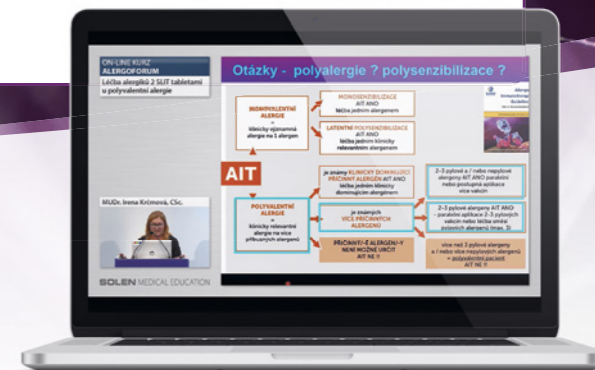 ON-LINE KURZ
ALERGOFORUM
Léčba alergiků 2 SLIT tabletami
u polyvalentní alergie
MUDr. Irena Krčmová, CSc.
SOLEN MEDICAL EDUCATION
Otázky - polyalergie ? polysenzibilizace ?
MONOVALENTNÍ
ALERGIE
=
klinicky významná
alergie na 1 alergen
MONOSENZIBILIZACE
AIT ANO
léčba jedním alergenem
LATENTNÍ POLYSENZIBILIZACE
AIT ANO
léčba jedním klinicky
relevantním alergenem
AIT
POLYVALENTNÍ
ALERGIE
=
klinicky relevantní
alergie na více
příbuzných alergenů
je známý KLINICKY DOMINUJÍCÍ
PŘÍČINNÝ ALERGEN AIT ANO
léčba jedním klinicky
dominujícím alergenem
je známých
VÍCE PŘÍČINNÝCH
ALERGENŮ
PŘÍČINNÝ/-É ALERGEN/-Y
NENÍ MOŽNÉ URČIT
AIT NE !!
2-3 pylové a / nebo nepylové
alergeny AIT ANO paralelní
nebo postupná aplikace
více vakcín
2-3 pylové alergeny AIT ANO
- paralelní aplikace 2-3 pylových
vakcín nebo léčba směsí
pylových alergenů (max. 3)
více než 3 pylové alergeny
a / nebo více nepylových alergenů
= polyvalentní pacient
AIT NE !!
Allergen
Immunotherapy
Guidelines